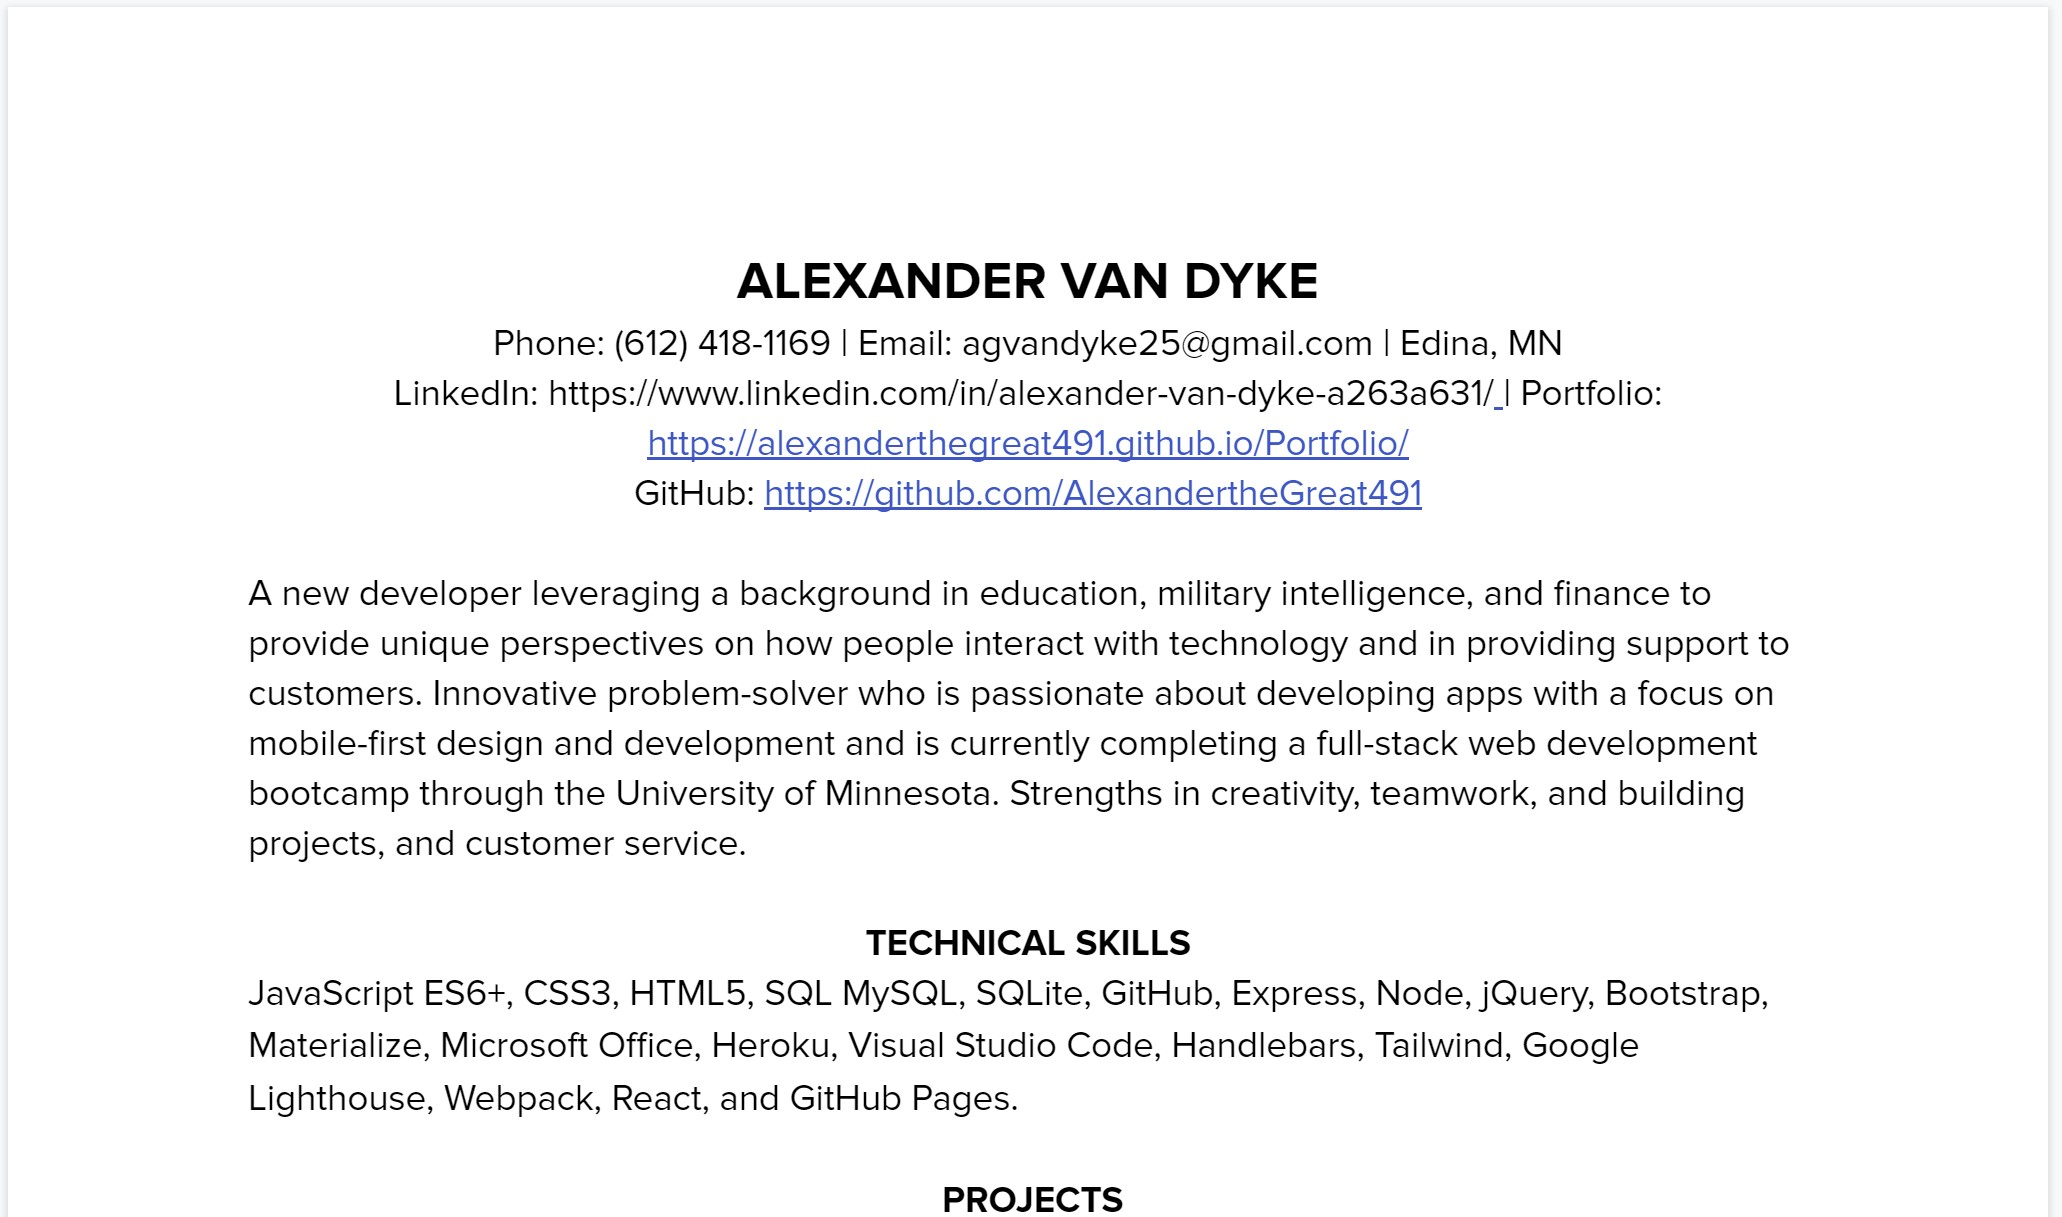 ALEXANDER VAN DYKE
Phone: (612) 418-1169 | Email: agvandyke25@gmail.com | Edina, MN
LinkedIn: https://www.linkedin.com/in/alexander-van-dyke-a263a631/ | Portfolio:
https://alexanderthegreat491.github.io/Portfolio/
GitHub: https://github.com/AlexandertheGreat491
A new developer leveraging a background in education, military intelligence, and finance to
provide unique perspectives on how people interact with technology and in providing support to
customers. Innovative problem-solver who is passionate about developing apps with a focus on
mobile-first design and development and is currently completing a full-stack web development
bootcamp through the University of Minnesota. Strengths in creativity, teamwork, and building
projects, and customer service.
TECHNICAL SKILLS
JavaScript ES6+, CSS3, HTML5, SQL MySQL, SQLite, GitHub, Express, Node, jQuery, Bootstrap,
Materialize, Microsoft Office, Heroku, Visual Studio Code, Handlebars, Tailwind, Google
Lighthouse, Webpack, React, and GitHub Pages.
PROJECTS